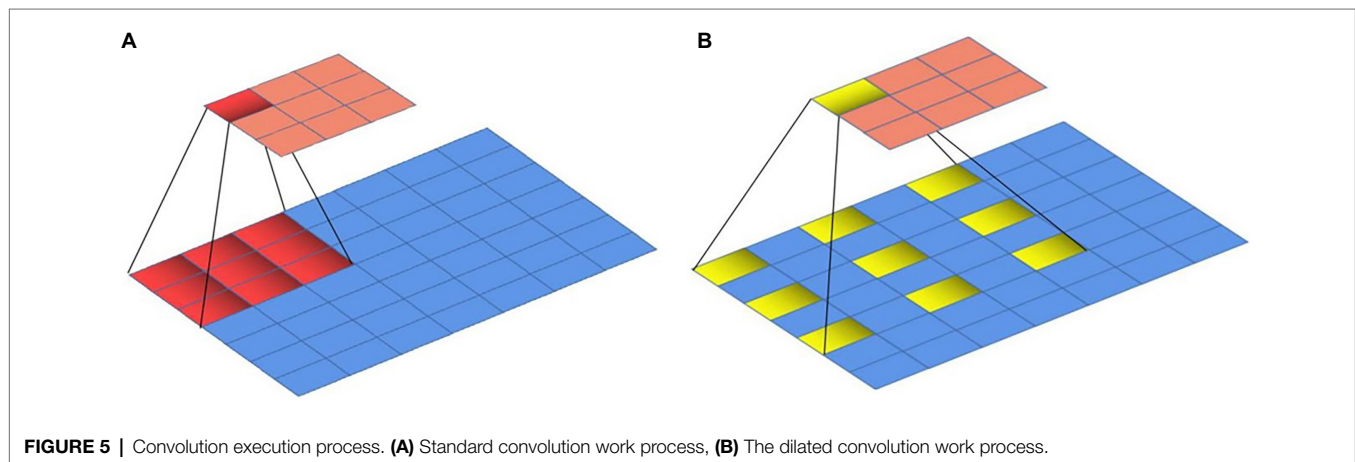 A
B
FIGURE 5 | Convolution execution process. (A) Standard convolution work process, (B) The dilated convolution work process.